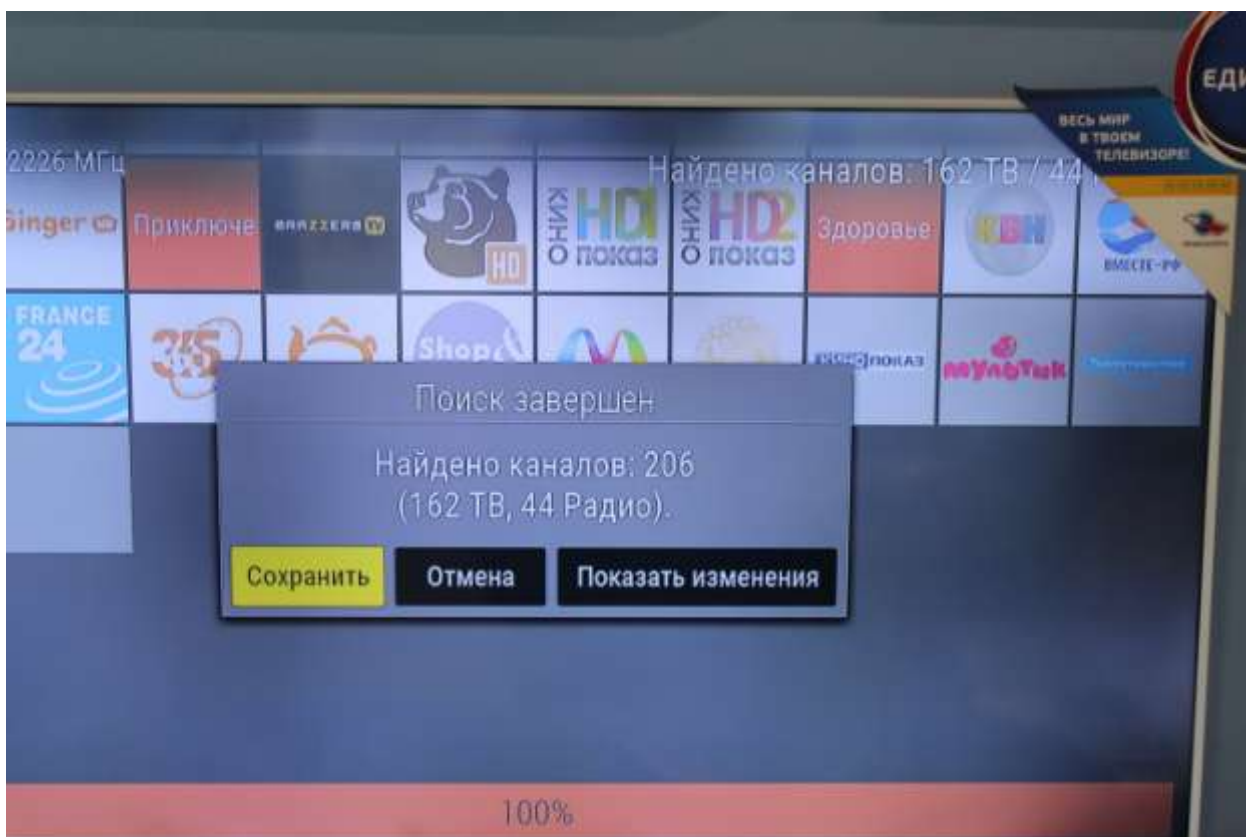 ЕДИ
ВЕСЬ МИР
В ТВОЕМ
ТЕЛЕВИЗОРЕ!
2226 МГц
Найдено каналов: 162 ТВ / 44
Ginger
Приключе
BRAZZERS TV
HD
КИНО HD1 ПОКАЗ
КИНО HD2 ПОКАЗ
Здоровье
КВН
ВМЕСТЕ-РФ
FRANCE
24
365
Shop
КИНОПОКАЗ
мультик
Поиск завершен
Найдено каналов: 206
(162 ТВ, 44 Радио).
Сохранить
Отмена
Показать изменения
100%